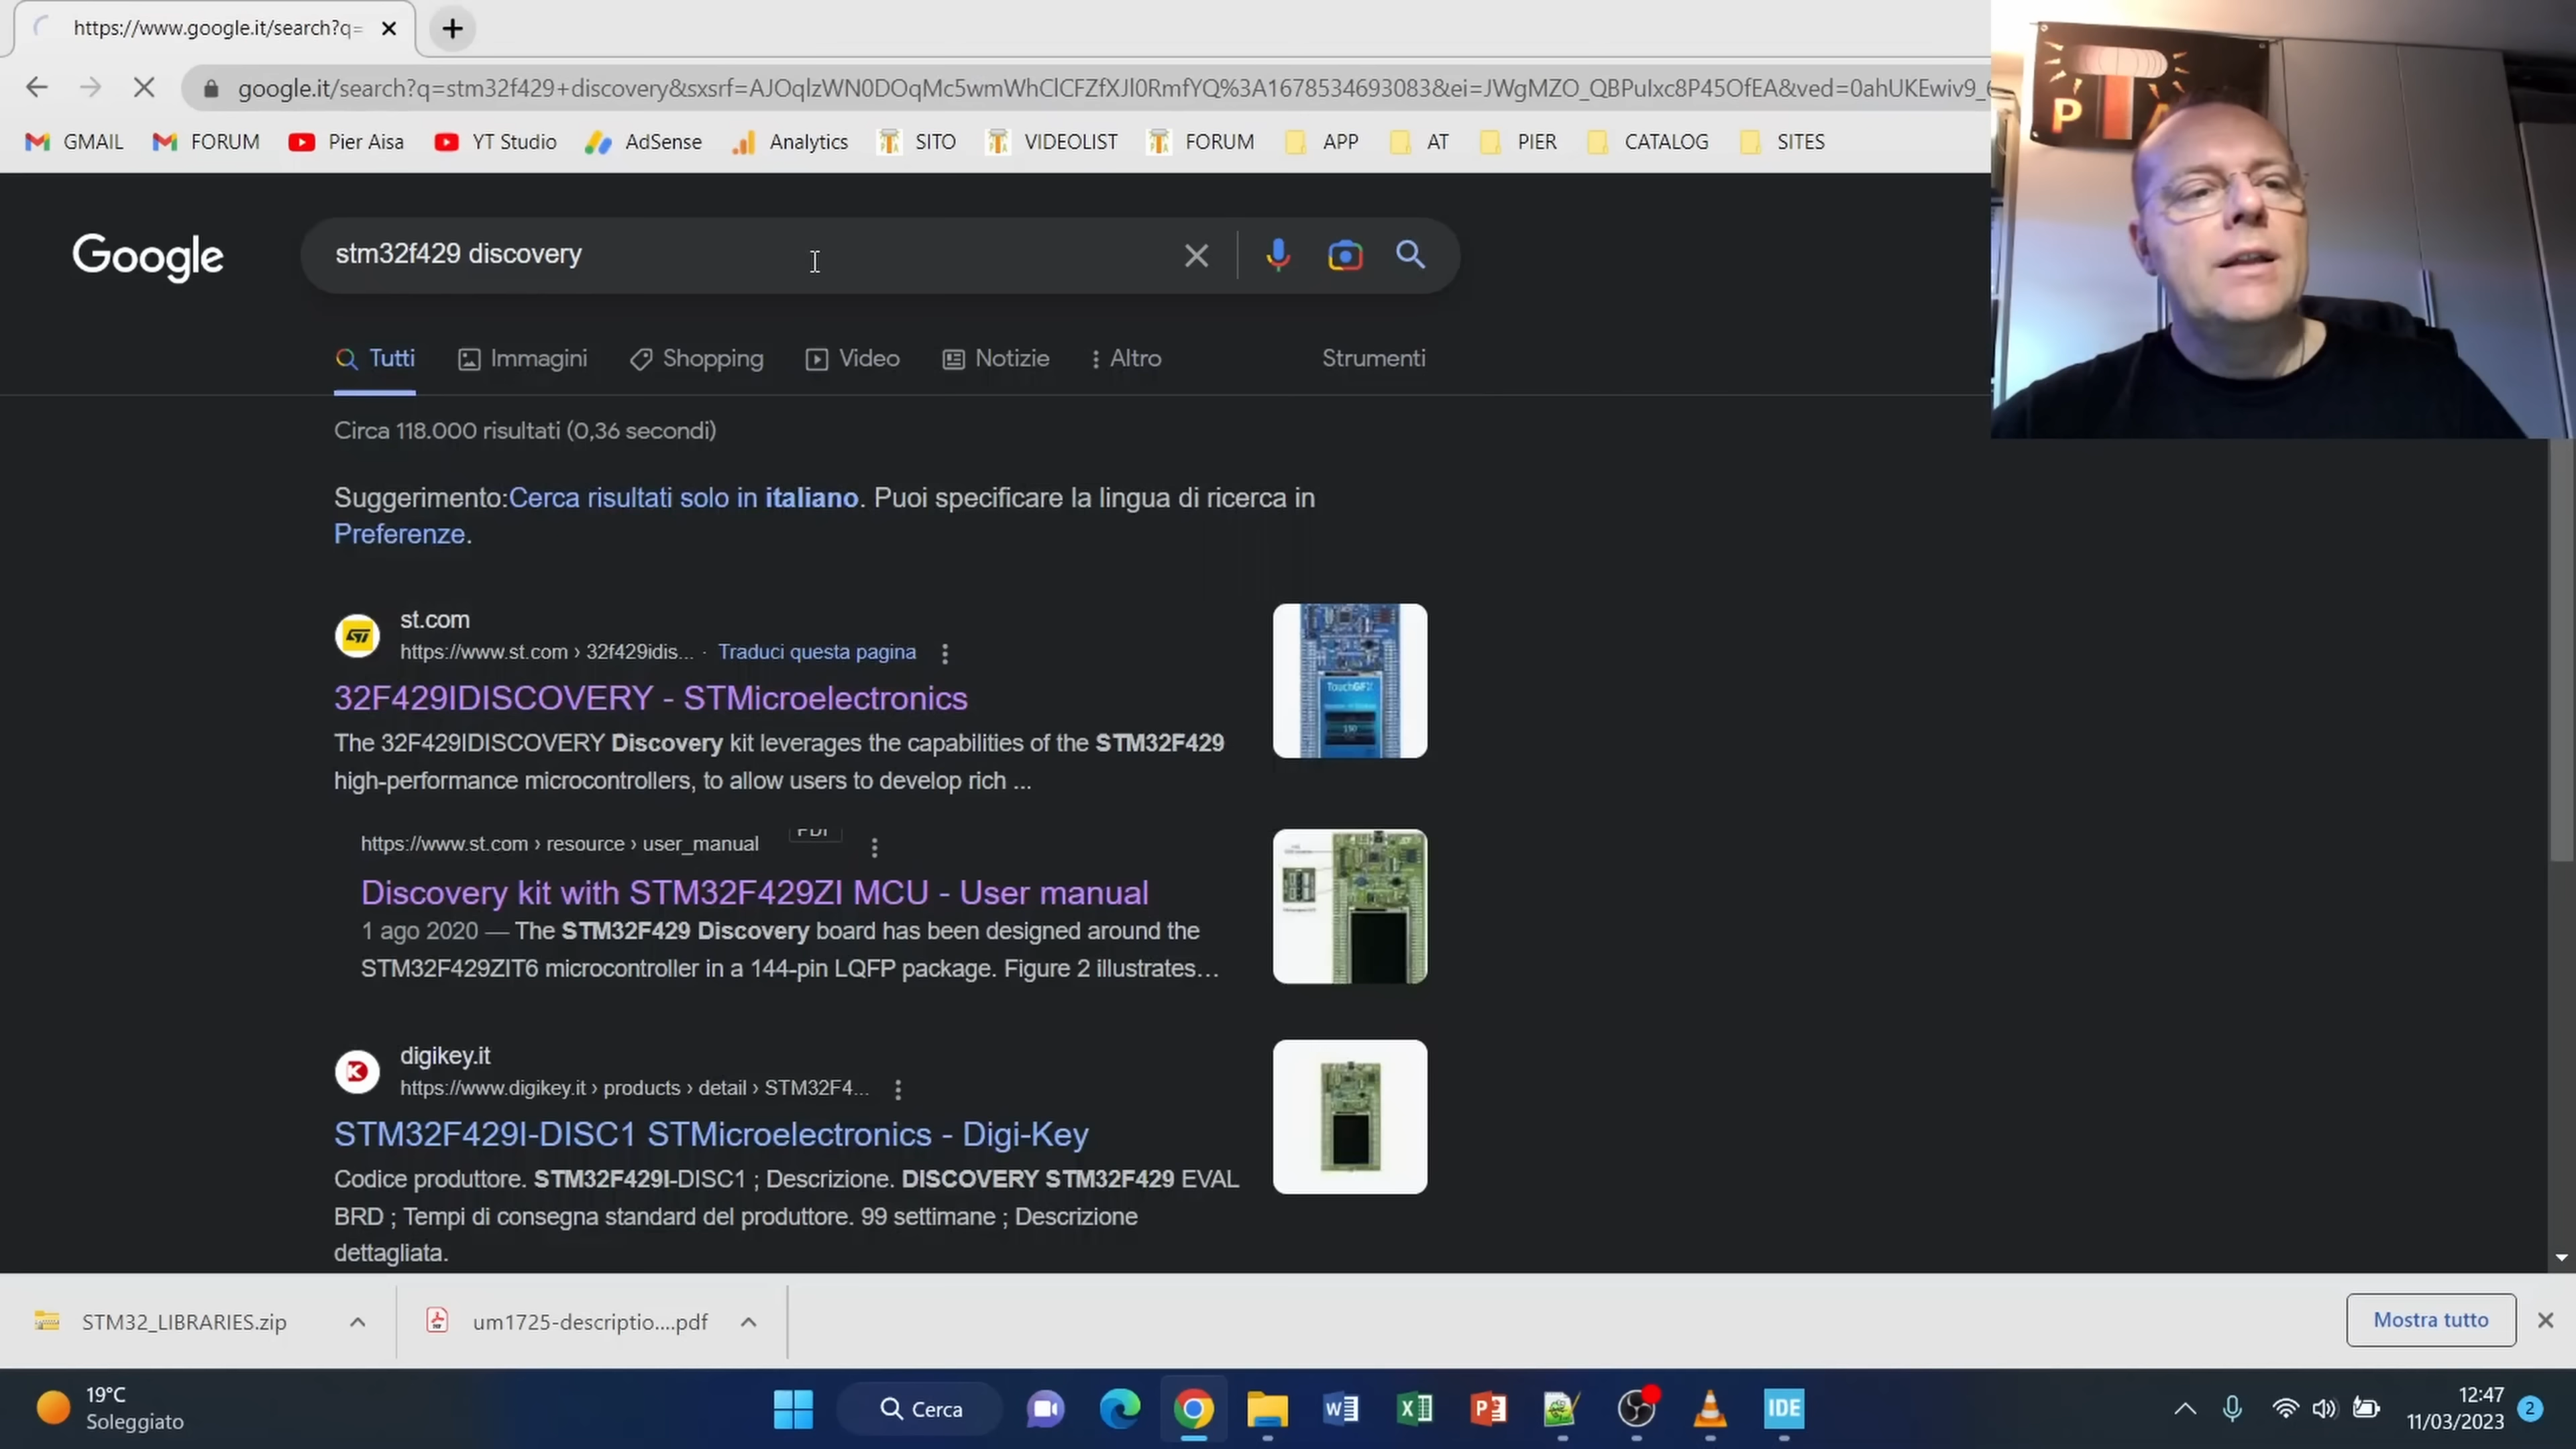 https://www.google.it/search?q=
google.it/search?q=stm32f429+discovery&sxsrf=AJOqlzWN0DOqMc5wmWhClCFZfXJl0RmfYQ%3A1678534693083&ei=JWgMZO_QBPuIxc8P45OfEA&ved=0ahUKEwiv9_
GMAIL FORUM Pier Aisa YT Studio AdSense Analytics SITO VIDEOLIST FORUM APP AT PIER CATALOG SITES
P T A
Google
stm32f429 discovery
Tutti Immagini Shopping Video Notizie Altro Strumenti
Circa 118.000 risultati (0,36 secondi)
Suggerimento:Cerca risultati solo in italiano. Puoi specificare la lingua di ricerca in
Preferenze.
st.com
https://www.st.com › 32f429idis... · Traduci questa pagina
32F429IDISCOVERY - STMicroelectronics
The 32F429IDISCOVERY Discovery kit leverages the capabilities of the STM32F429
high-performance microcontrollers, to allow users to develop rich ...
TouchGFX
https://www.st.com › resource › user_manual PDF
Discovery kit with STM32F429ZI MCU - User manual
1 ago 2020 — The STM32F429 Discovery board has been designed around the
STM32F429ZIT6 microcontroller in a 144-pin LQFP package. Figure 2 illustrates...
digikey.it
https://www.digikey.it › products › detail › STM32F4...
STM32F429I-DISC1 STMicroelectronics - Digi-Key
Codice produttore. STM32F429I-DISC1 ; Descrizione. DISCOVERY STM32F429 EVAL
BRD ; Tempi di consegna standard del produttore. 99 settimane ; Descrizione
dettagliata.
STM32_LIBRARIES.zip um1725-descriptio....pdf Mostra tutto
19°C
Soleggiato
Cerca
IDE
12:47
11/03/2023
2